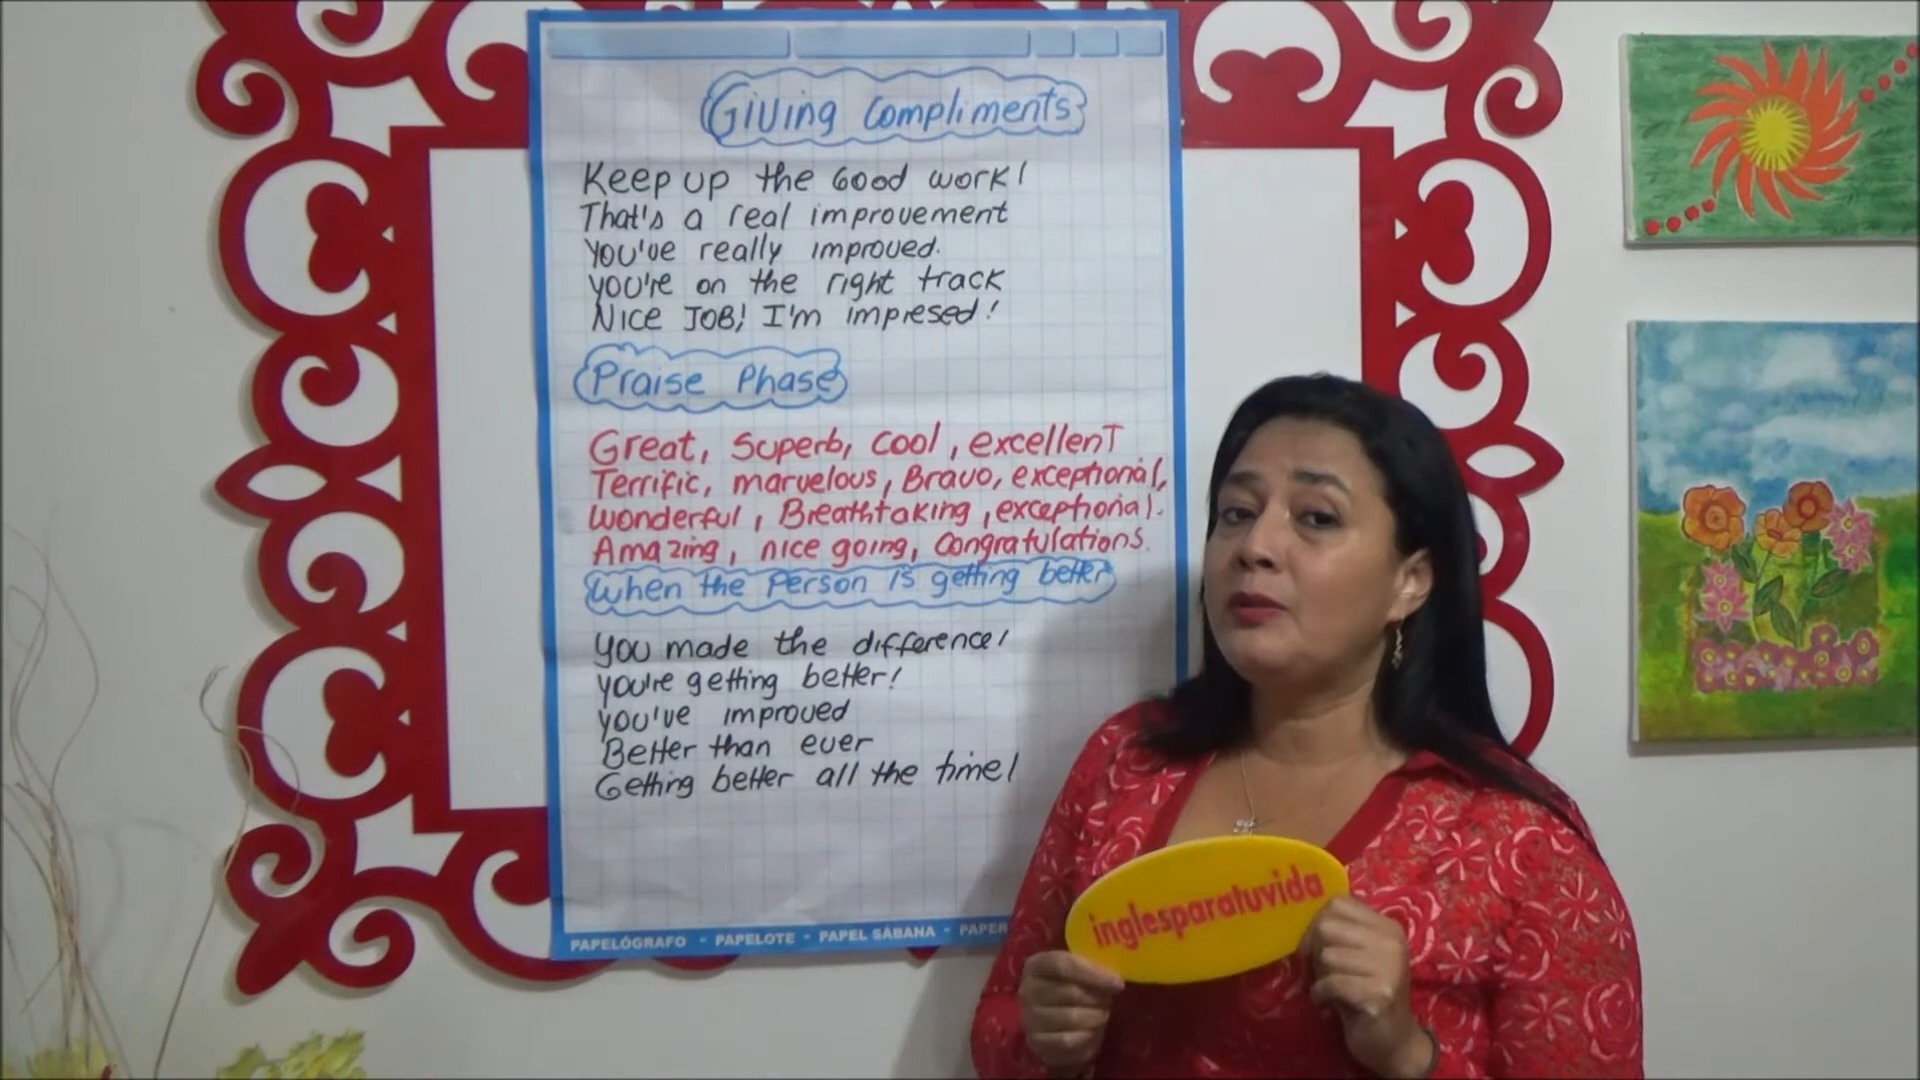 Giving Compliments
Keep up the Good work!
That's a real improvement
You've really improved.
You're on the right track
Nice JOB! I'm impresed!
Praise Phase
Great, Superb, cool, excellent
Terrific, marvelous, Bravo, exceptional,
Wonderful, Breathtaking, exceptional.
Amazing, nice going, Congratulations.
When the Person is getting better
You made the difference!
You're getting better!
You've improved
Better than ever
Getting better all the time!
PAPELÓGRAFO - PAPELOTE - PAPEL SÁBANA - PAPER
inglesparatuvida